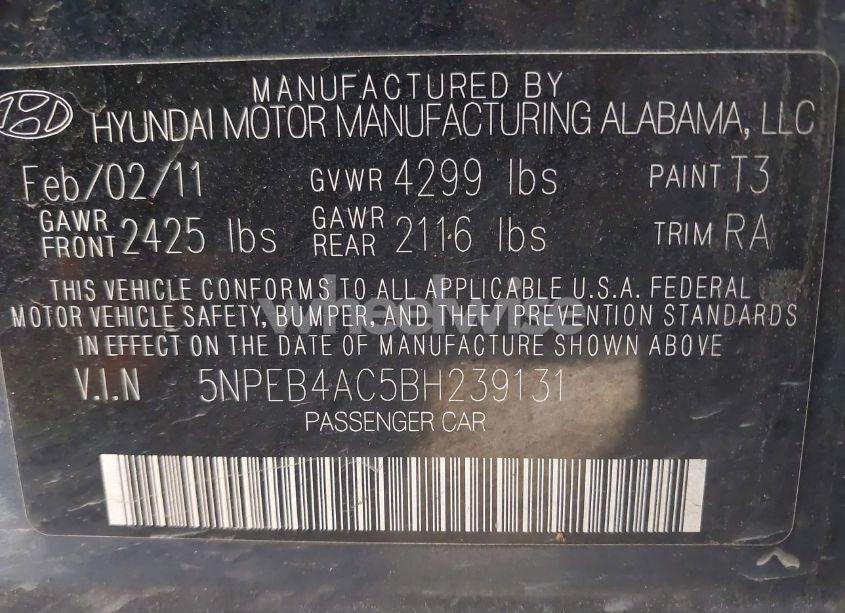 MANUFACTURED BY
HYUNDAI MOTOR MANUFACTURING ALABAMA, LLC
Feb/02/11 GVWR 4299 lbs PAINT T3
GAWR FRONT 2425 lbs GAWR REAR 2116 lbs TRIM RA
THIS VEHICLE CONFORMS TO ALL APPLICABLE U.S.A. FEDERAL
MOTOR VEHICLE SAFETY, BUMPER, AND THEFT PREVENTION STANDARDS
wheelwise
IN EFFECT ON THE DATE OF MANUFACTURE SHOWN ABOVE
V.I.N 5NPEB4AC5BH239131
PASSENGER CAR